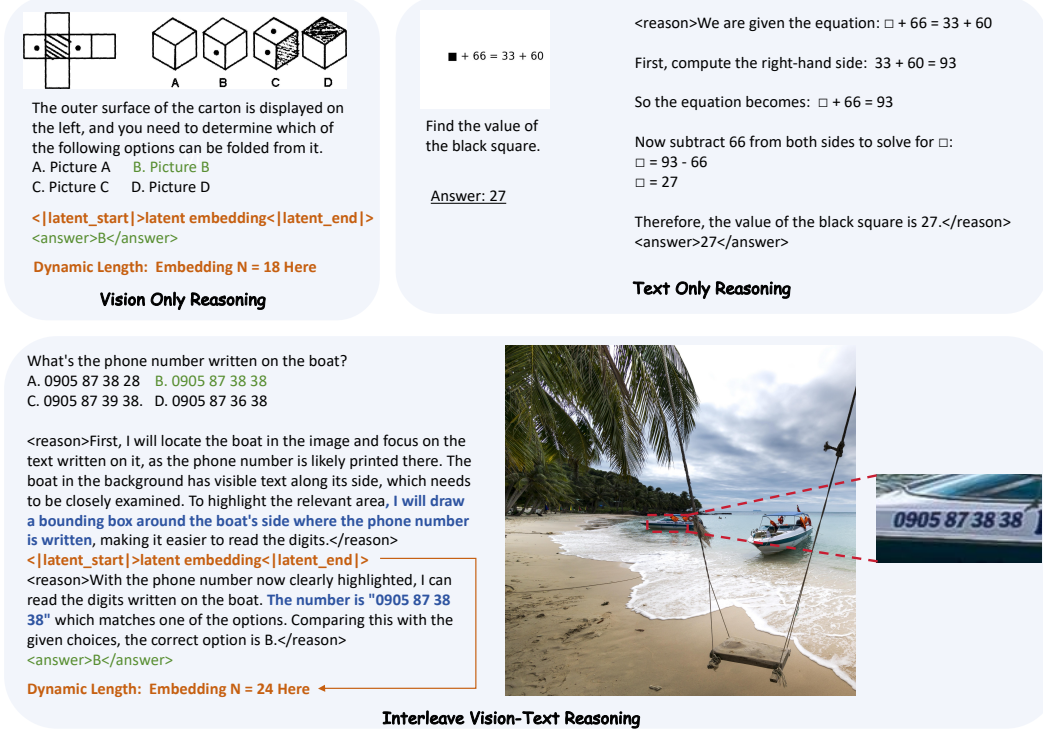 A B C D
The outer surface of the carton is displayed on
the left, and you need to determine which of
the following options can be folded from it.
A. Picture A B. Picture B
C. Picture C D. Picture D
<|latent_start|>latent embedding<|latent_end|>
<answer>B</answer>
Dynamic Length: Embedding N = 18 Here
Vision Only Reasoning
■ + 66 = 33 + 60
Find the value of
the black square.
Answer: 27
<reason>We are given the equation: □ + 66 = 33 + 60
First, compute the right-hand side: 33 + 60 = 93
So the equation becomes: □ + 66 = 93
Now subtract 66 from both sides to solve for □:
□ = 93 - 66
□ = 27
Therefore, the value of the black square is 27.</reason>
<answer>27</answer>
Text Only Reasoning
What's the phone number written on the boat?
A. 0905 87 38 28 B. 0905 87 38 38
C. 0905 87 39 38. D. 0905 87 36 38
<reason>First, I will locate the boat in the image and focus on the
text written on it, as the phone number is likely printed there. The
boat in the background has visible text along its side, which needs
to be closely examined. To highlight the relevant area, I will draw
a bounding box around the boat's side where the phone number
is written, making it easier to read the digits.</reason>
<|latent_start|>latent embedding<|latent_end|>
<reason>With the phone number now clearly highlighted, I can
read the digits written on the boat. The number is "0905 87 38
38" which matches one of the options. Comparing this with the
given choices, the correct option is B.</reason>
<answer>B</answer>
Dynamic Length: Embedding N = 24 Here
0905 87 38 38
Interleave Vision-Text Reasoning